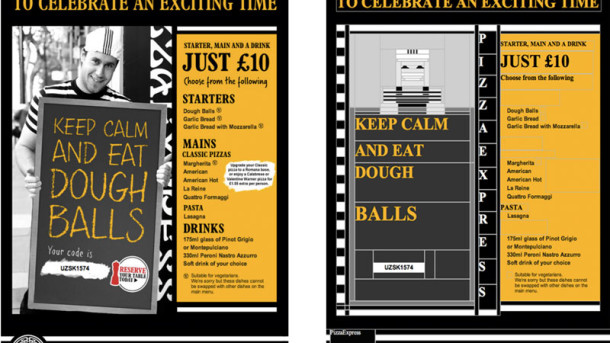 TO CELEBRATE AN EXCITING TIME
KEEP CALM
AND EAT
DOUGH
BALLS
Your code is
UZSK1574
RESERVE
YOUR TABLE
TODAY
STARTER, MAIN AND A DRINK
JUST £10
Choose from the following
STARTERS
Dough Balls
Garlic Bread
Garlic Bread with Mozzarella
MAINS
CLASSIC PIZZAS
Margherita
American
American Hot
La Reine
Quattro Formaggi
Upgrade your Classic
pizza to a Romana base,
or enjoy a Calabrese or
Valentine Warner pizza for
£1.95 extra per person.
PASTA
Lasagna
DRINKS
175ml glass of Pinot Grigio
or Montepulciano
330ml Peroni Nastro Azzurro
Soft drink of your choice
Suitable for vegetarians.
We're sorry but these dishes cannot
be swapped with other dishes on the
main menu.
TO CELEBRATE AN EXCITING TIME
KEEP CALM
AND EAT
DOUGH
BALLS
UZSK1574
P
I
Z
Z
A
E
X
P
R
E
S
S
STARTER, MAIN AND A DRINK
JUST £10
Choose from the following
Dough Balls
Garlic Bread
Garlic Bread with Mozzarella
Margherita
American
American Hot
La Reine
Quattro Formaggi
PASTA
Lasagna
175ml glass of Pinot Grigio
or Montepulciano
330ml Peroni Nastro Azzurro
Soft drink of your choice
Suitable for vegetarians.
We're sorry but these dishes cannot
be swapped with other dishes on the
main menu.
PizzaExpress